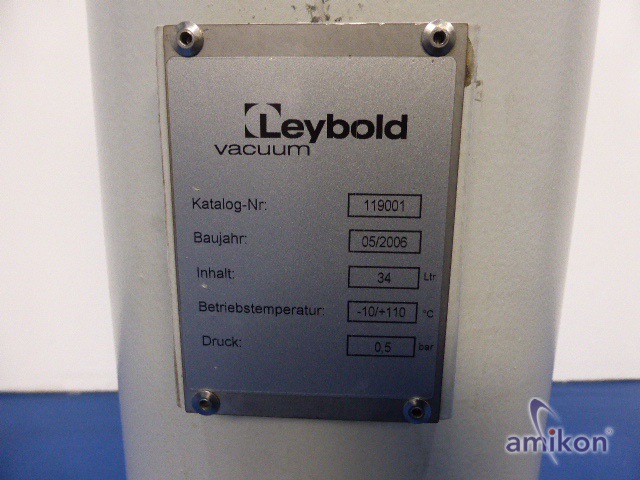 Leybold
vacuum
Katalog-Nr: 119001
Baujahr: 05/2006
Inhalt: 34 Ltr
Betriebstemperatur: -10/+110 °C
Druck: 0,5 bar
amikon